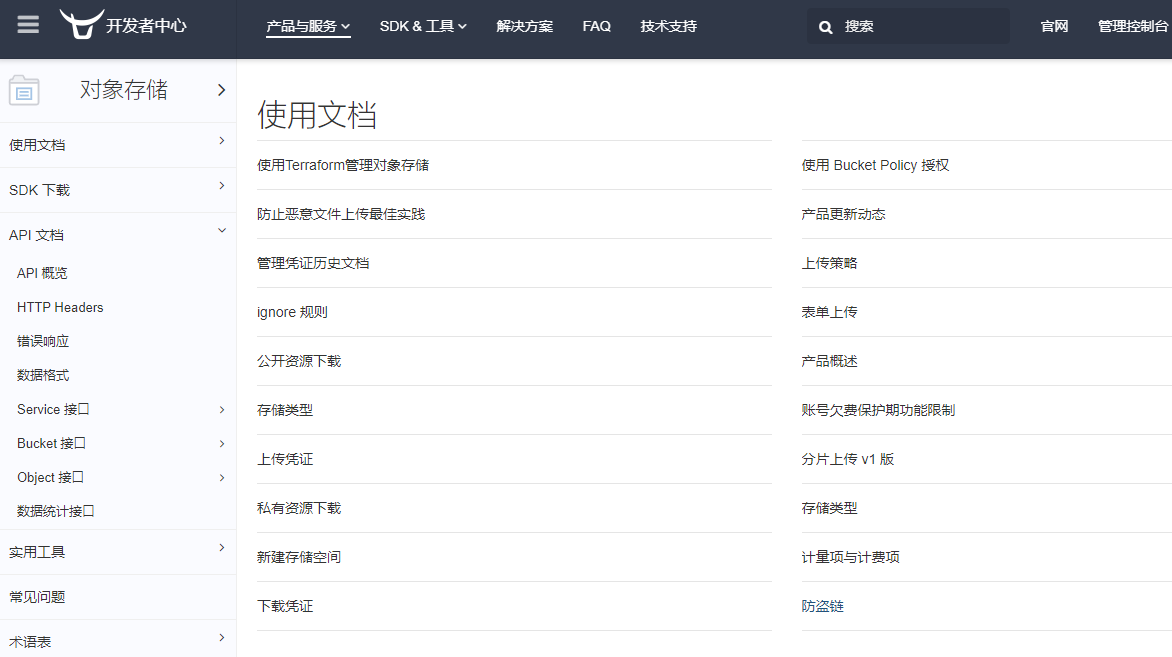 开发者中心
产品与服务
SDK & 工具
解决方案
FAQ
技术支持
搜索
官网
管理控制台
对象存储
使用文档
SDK 下载
API 文档
API 概览
HTTP Headers
错误响应
数据格式
Service 接口
Bucket 接口
Object 接口
数据统计接口
实用工具
常见问题
术语表
使用文档
使用Terraform管理对象存储
使用 Bucket Policy 授权
防止恶意文件上传最佳实践
产品更新动态
管理凭证历史文档
上传策略
ignore 规则
表单上传
公开资源下载
产品概述
存储类型
账号欠费保护期功能限制
上传凭证
分片上传 v1 版
私有资源下载
存储类型
新建存储空间
计量项与计费项
下载凭证
防盗链